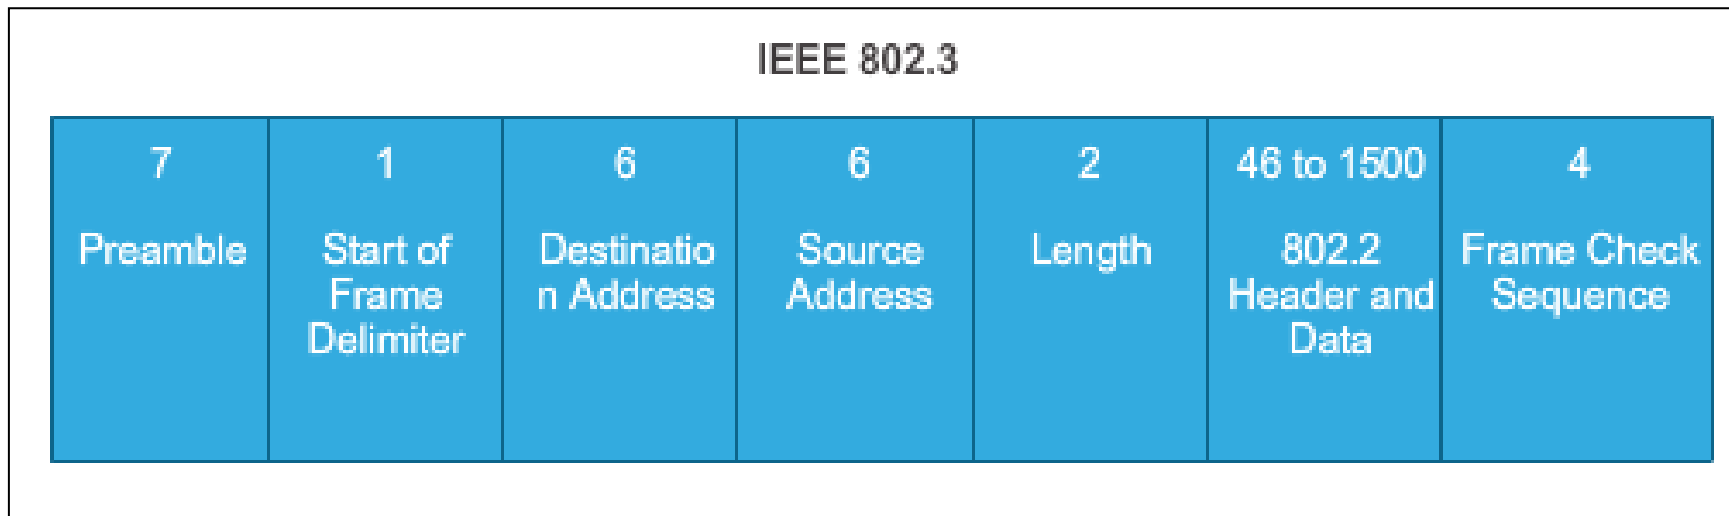 IEEE 802.3
7
Preamble
1
Start of
Frame
Delimiter
6
Destinatio
n Address
6
Source
Address
2
Length
46 to 1500
802.2
Header and
Data
4
Frame Check
Sequence